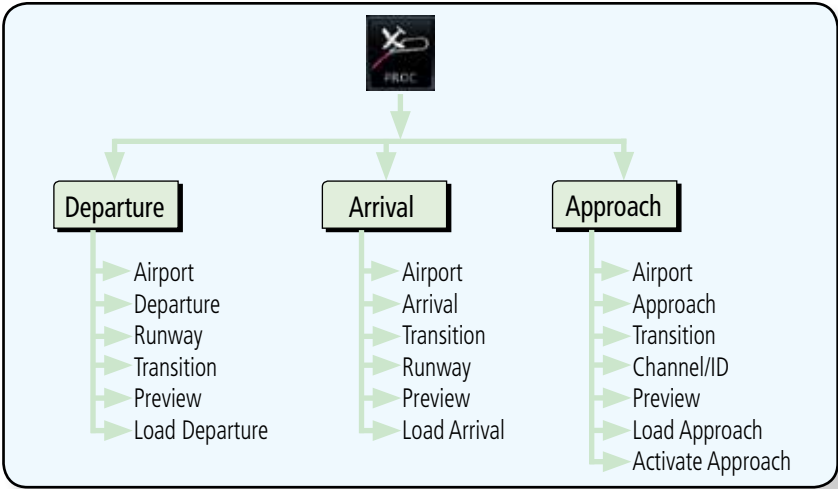 PROC
Departure
Airport
Departure
Runway
Transition
Preview
Load Departure
Arrival
Airport
Arrival
Transition
Runway
Preview
Load Arrival
Approach
Airport
Approach
Transition
Channel/ID
Preview
Load Approach
Activate Approach